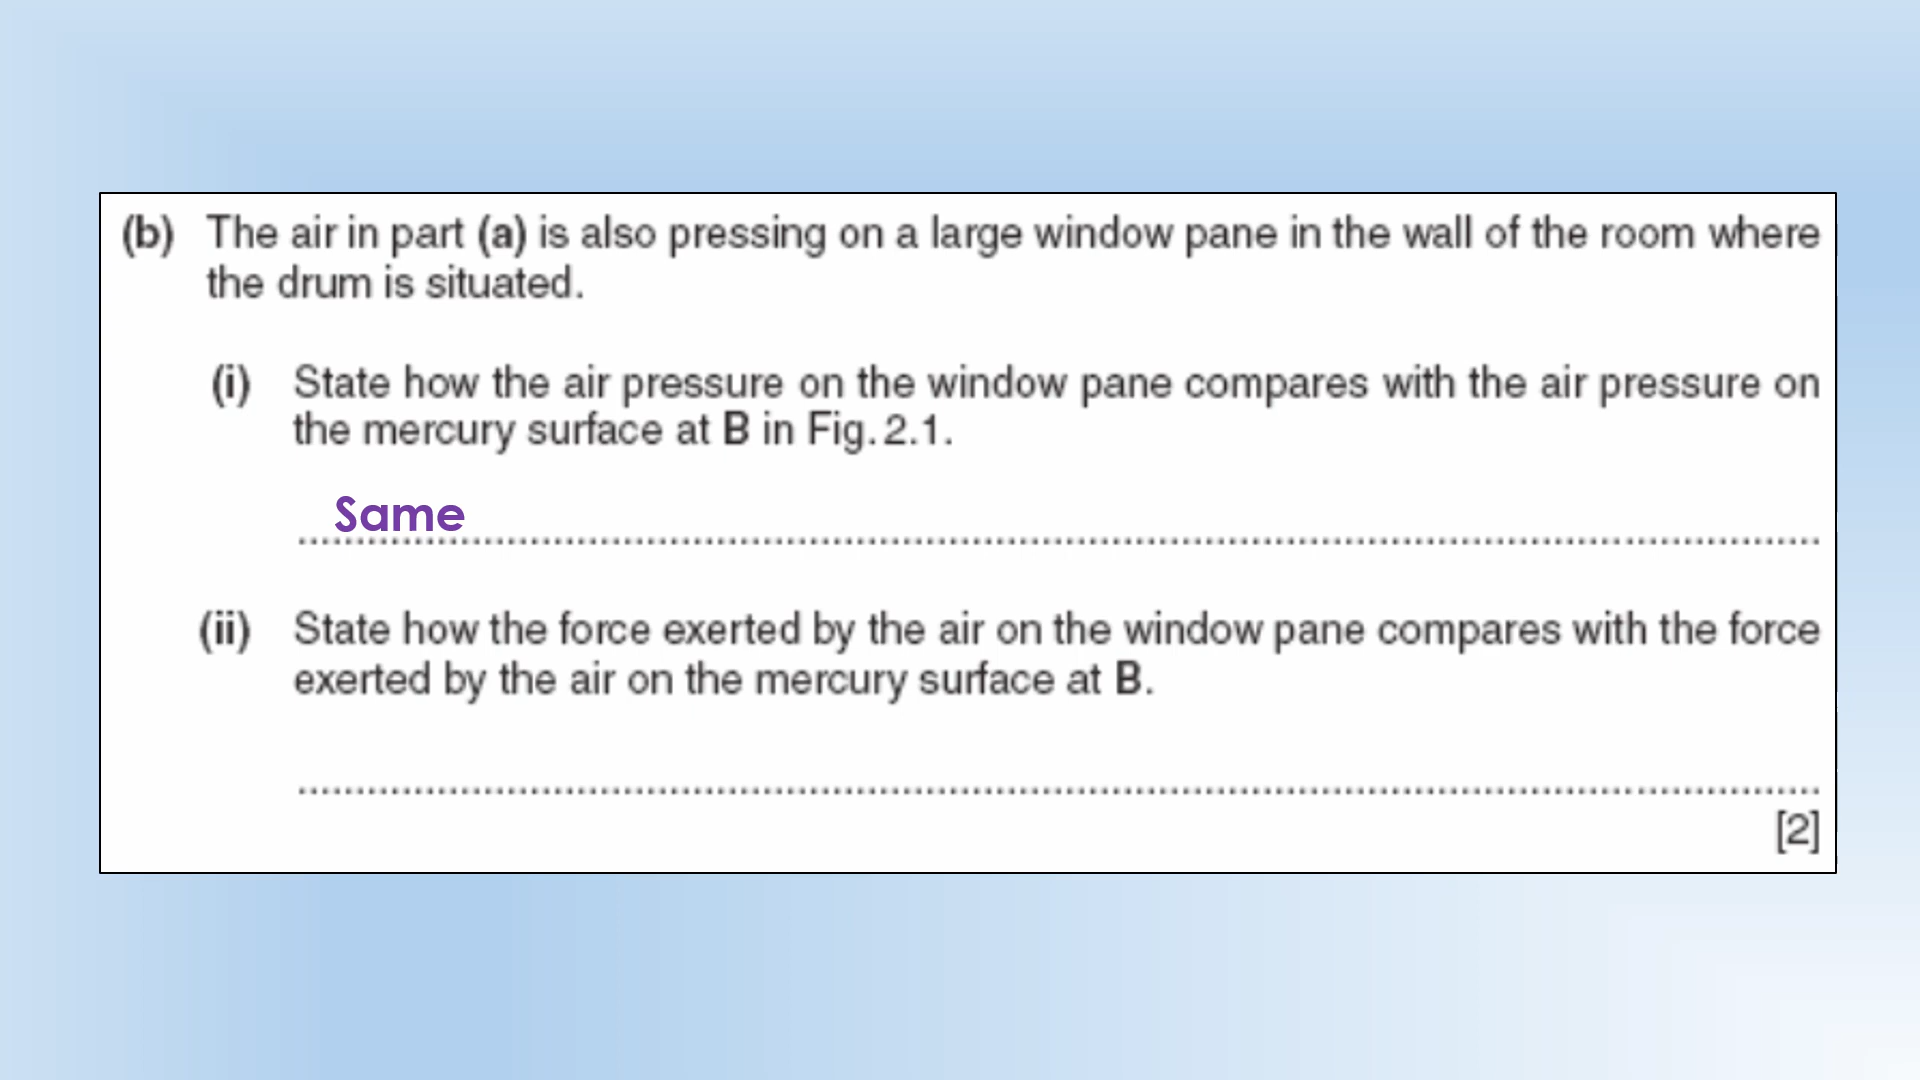 (b) The air in part (a) is also pressing on a large window pane in the wall of the room where
the drum is situated.
(i) State how the air pressure on the window pane compares with the air pressure on
the mercury surface at B in Fig. 2.1.
Same
(ii) State how the force exerted by the air on the window pane compares with the force
exerted by the air on the mercury surface at B.
[2]